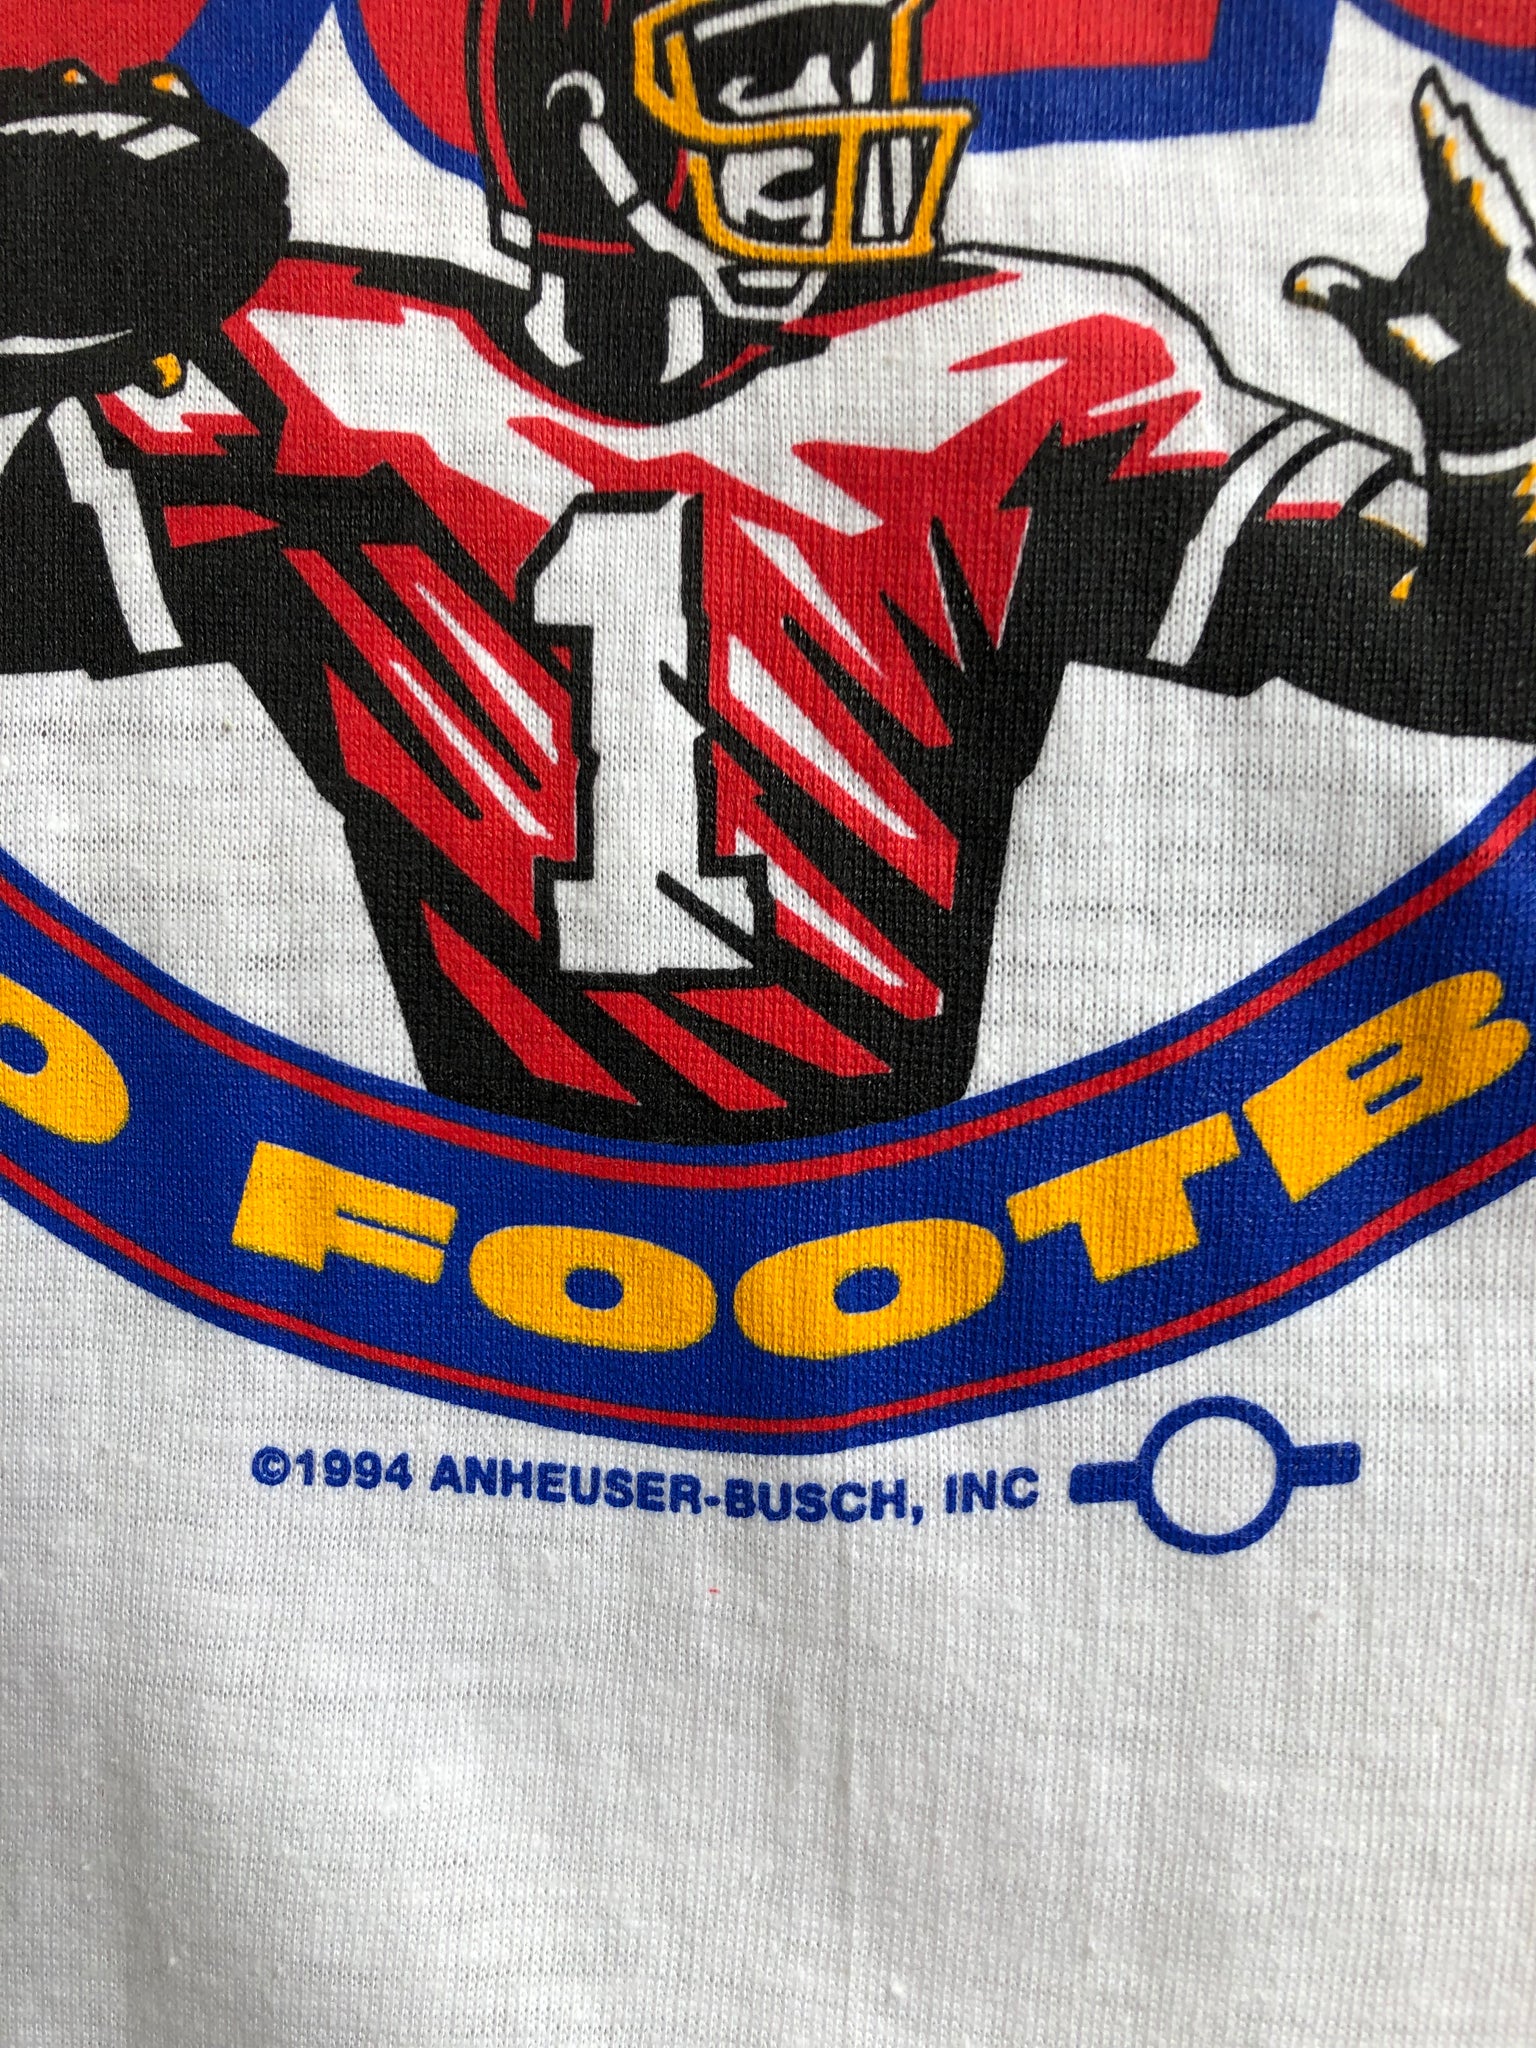 1
FOOTB
©1994 ANHEUSER-BUSCH, INC